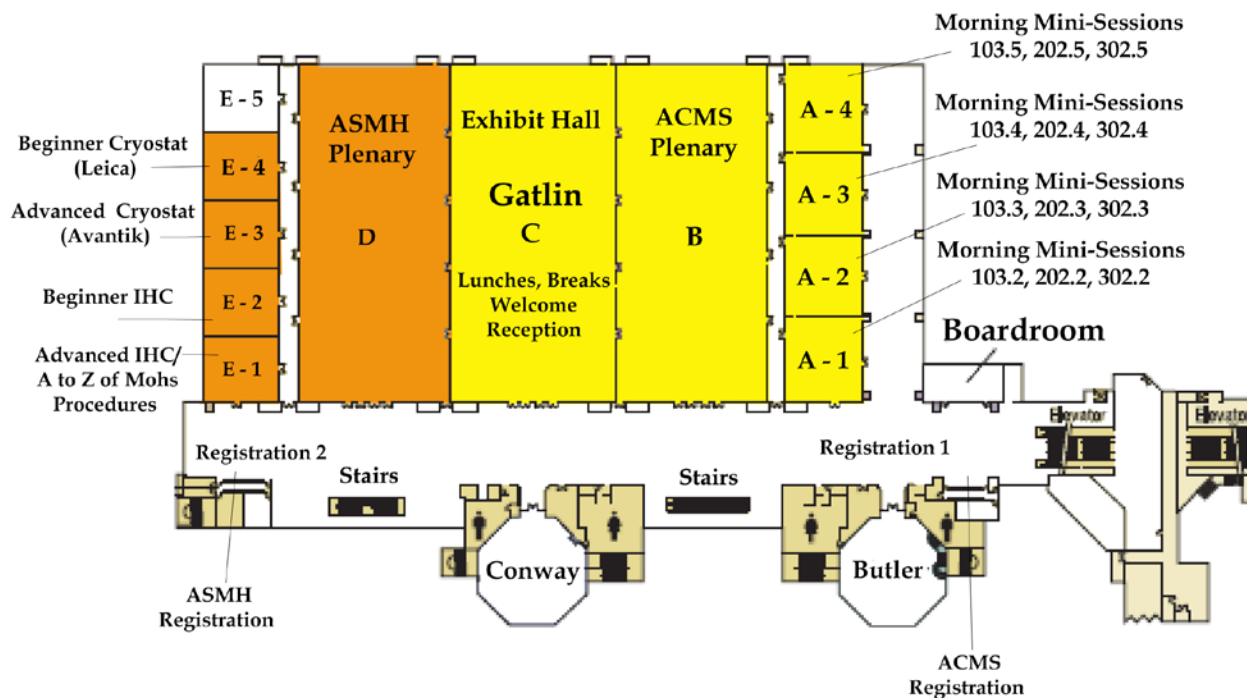 Morning Mini-Sessions
103.5, 202.5, 302.5
E - 5
Beginner Cryostat
(Leica)
E - 4
Advanced Cryostat
(Avantik)
E - 3
Beginner IHC
E - 2
Advanced IHC/
A to Z of Mohs
Procedures
E - 1
ASMH
Plenary
D
Exhibit Hall
Gatlin
C
Lunches, Breaks
Welcome
Reception
ACMS
Plenary
B
A - 4
Morning Mini-Sessions
103.4, 202.4, 302.4
A - 3
Morning Mini-Sessions
103.3, 202.3, 302.3
A - 2
Morning Mini-Sessions
103.2, 202.2, 302.2
A - 1
Boardroom
Elevator
Elevator
Registration 2
Stairs
Stairs
Registration 1
Conway
Butler
ASMH
Registration
ACMS
Registration